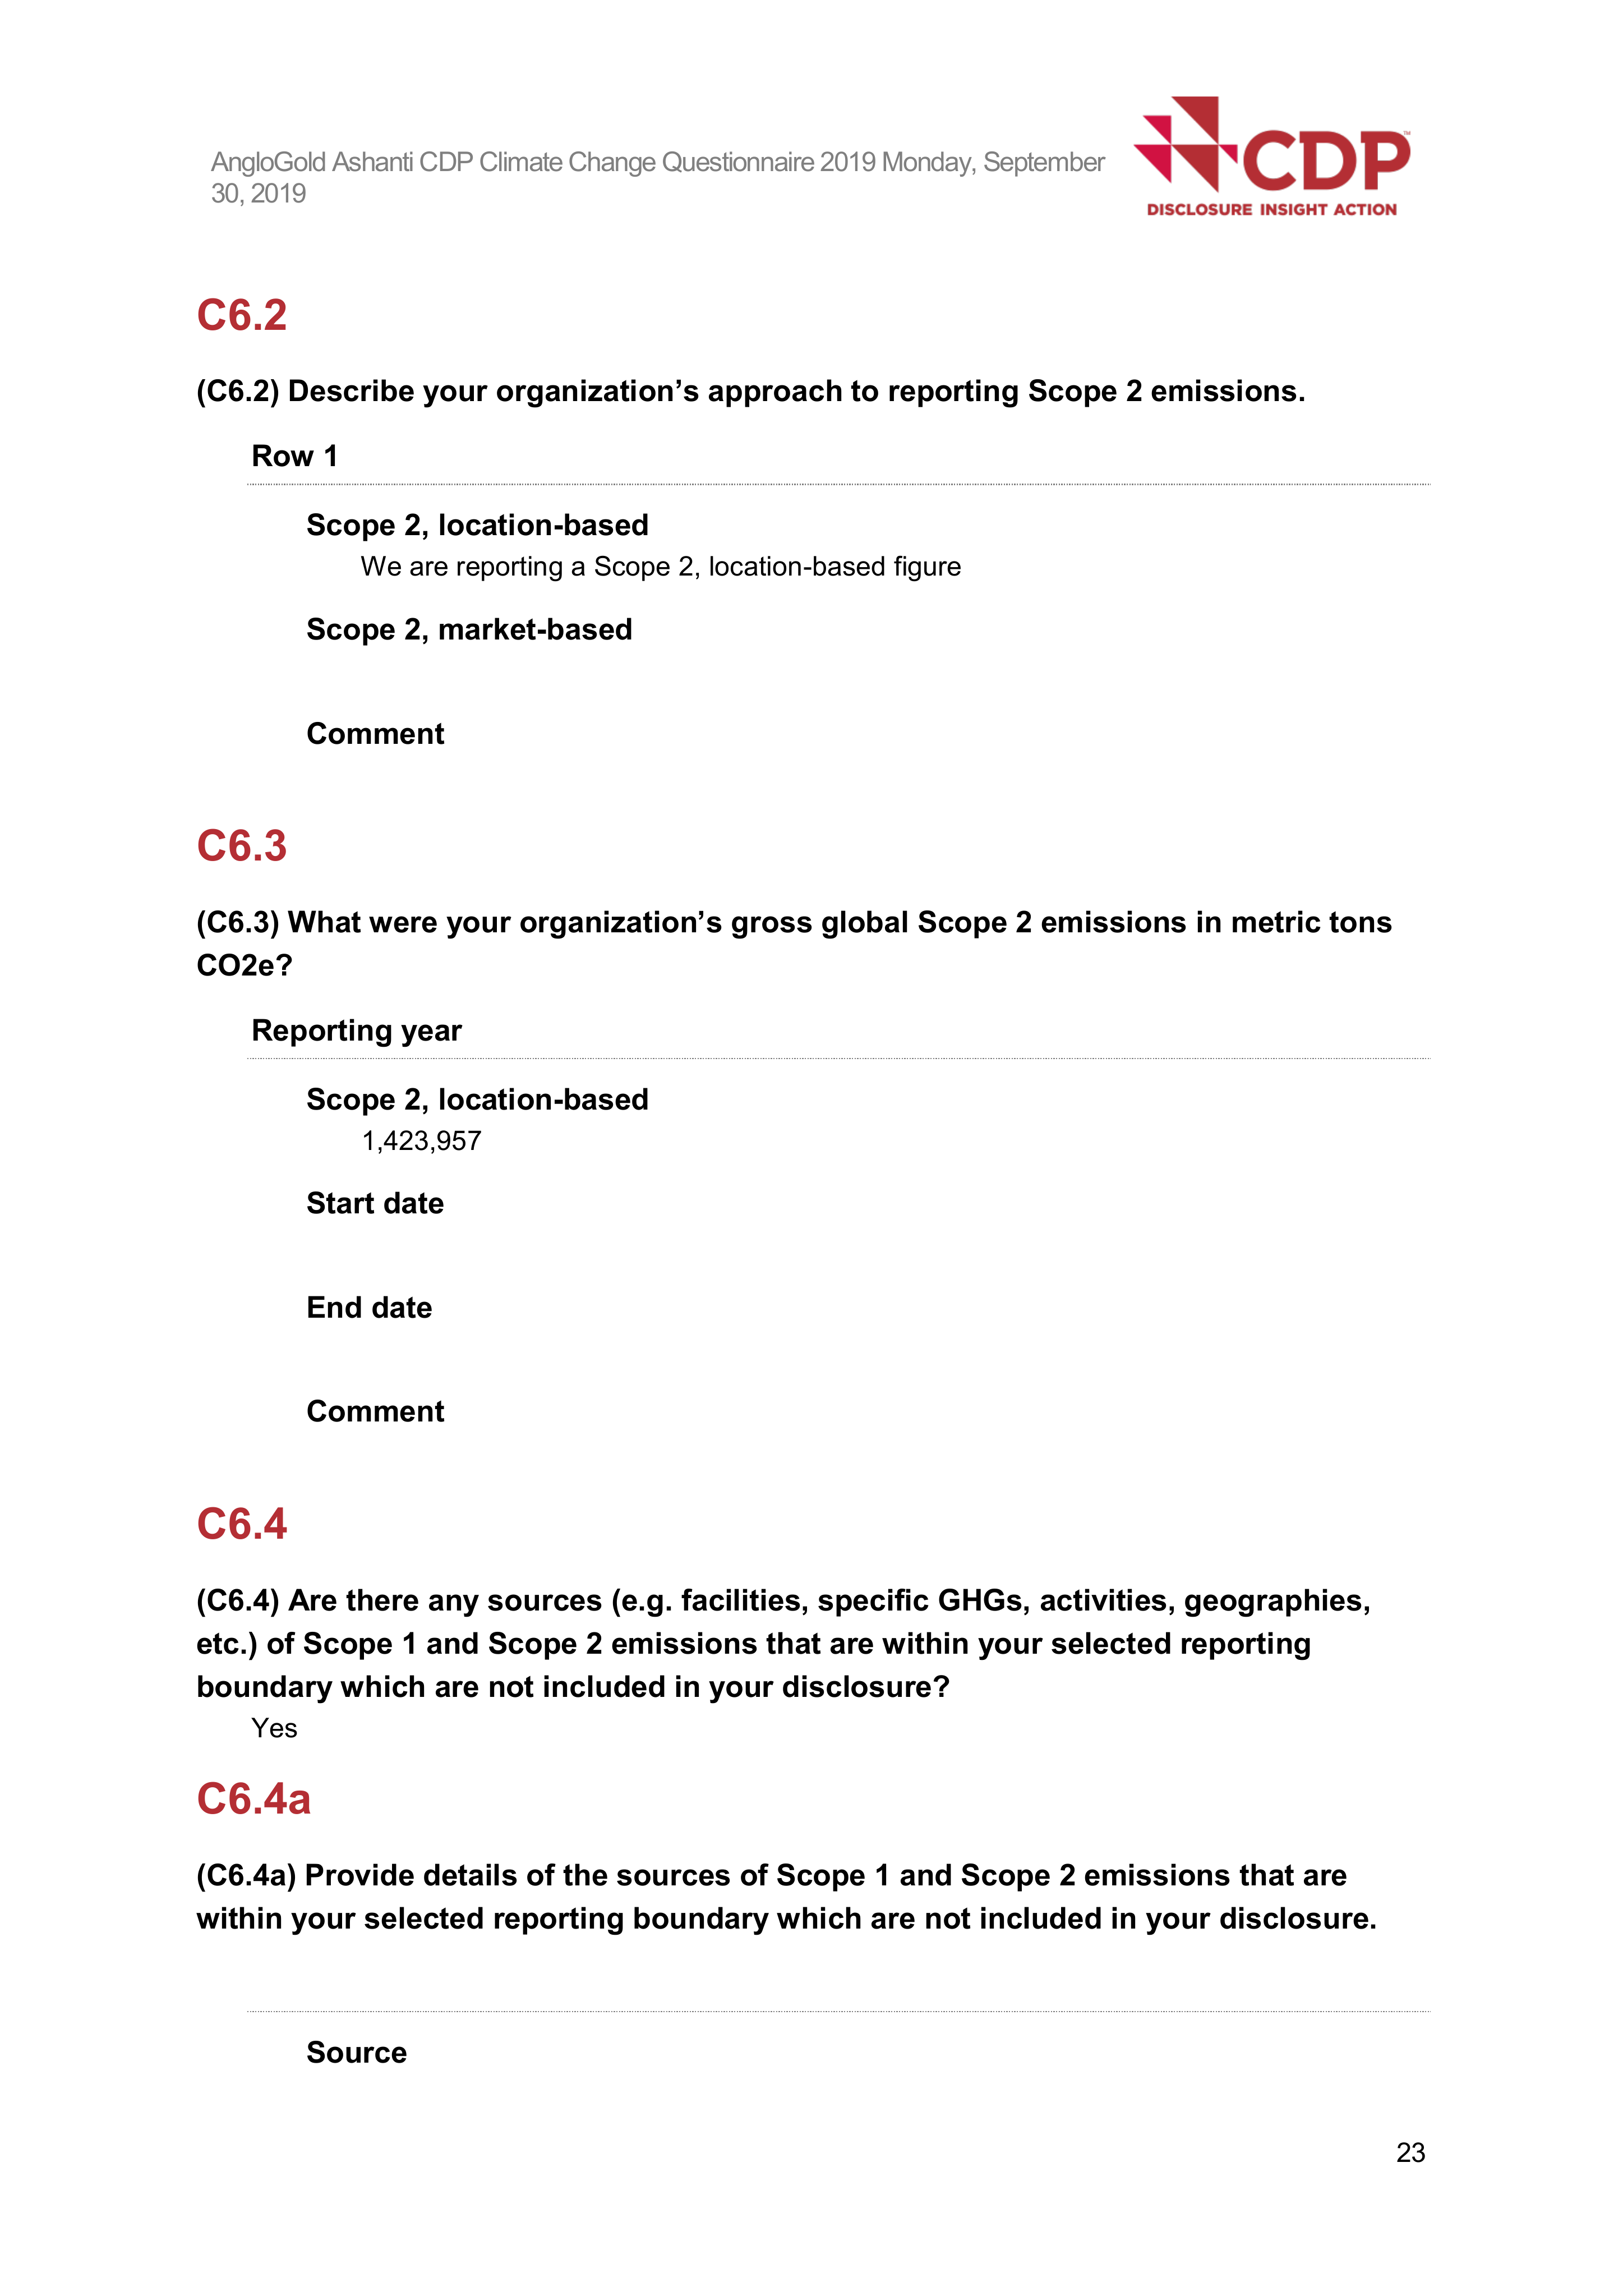 AngloGold Ashanti CDP Climate Change Questionnaire 2019 Monday, September
30, 2019
CDP™
DISCLOSURE INSIGHT ACTION
C6.2
(C6.2) Describe your organization’s approach to reporting Scope 2 emissions.
Row 1
Scope 2, location-based
We are reporting a Scope 2, location-based figure
Scope 2, market-based
Comment
C6.3
(C6.3) What were your organization’s gross global Scope 2 emissions in metric tons
CO2e?
Reporting year
Scope 2, location-based
1,423,957
Start date
End date
Comment
C6.4
(C6.4) Are there any sources (e.g. facilities, specific GHGs, activities, geographies,
etc.) of Scope 1 and Scope 2 emissions that are within your selected reporting
boundary which are not included in your disclosure?
Yes
C6.4a
(C6.4a) Provide details of the sources of Scope 1 and Scope 2 emissions that are
within your selected reporting boundary which are not included in your disclosure.
Source
23